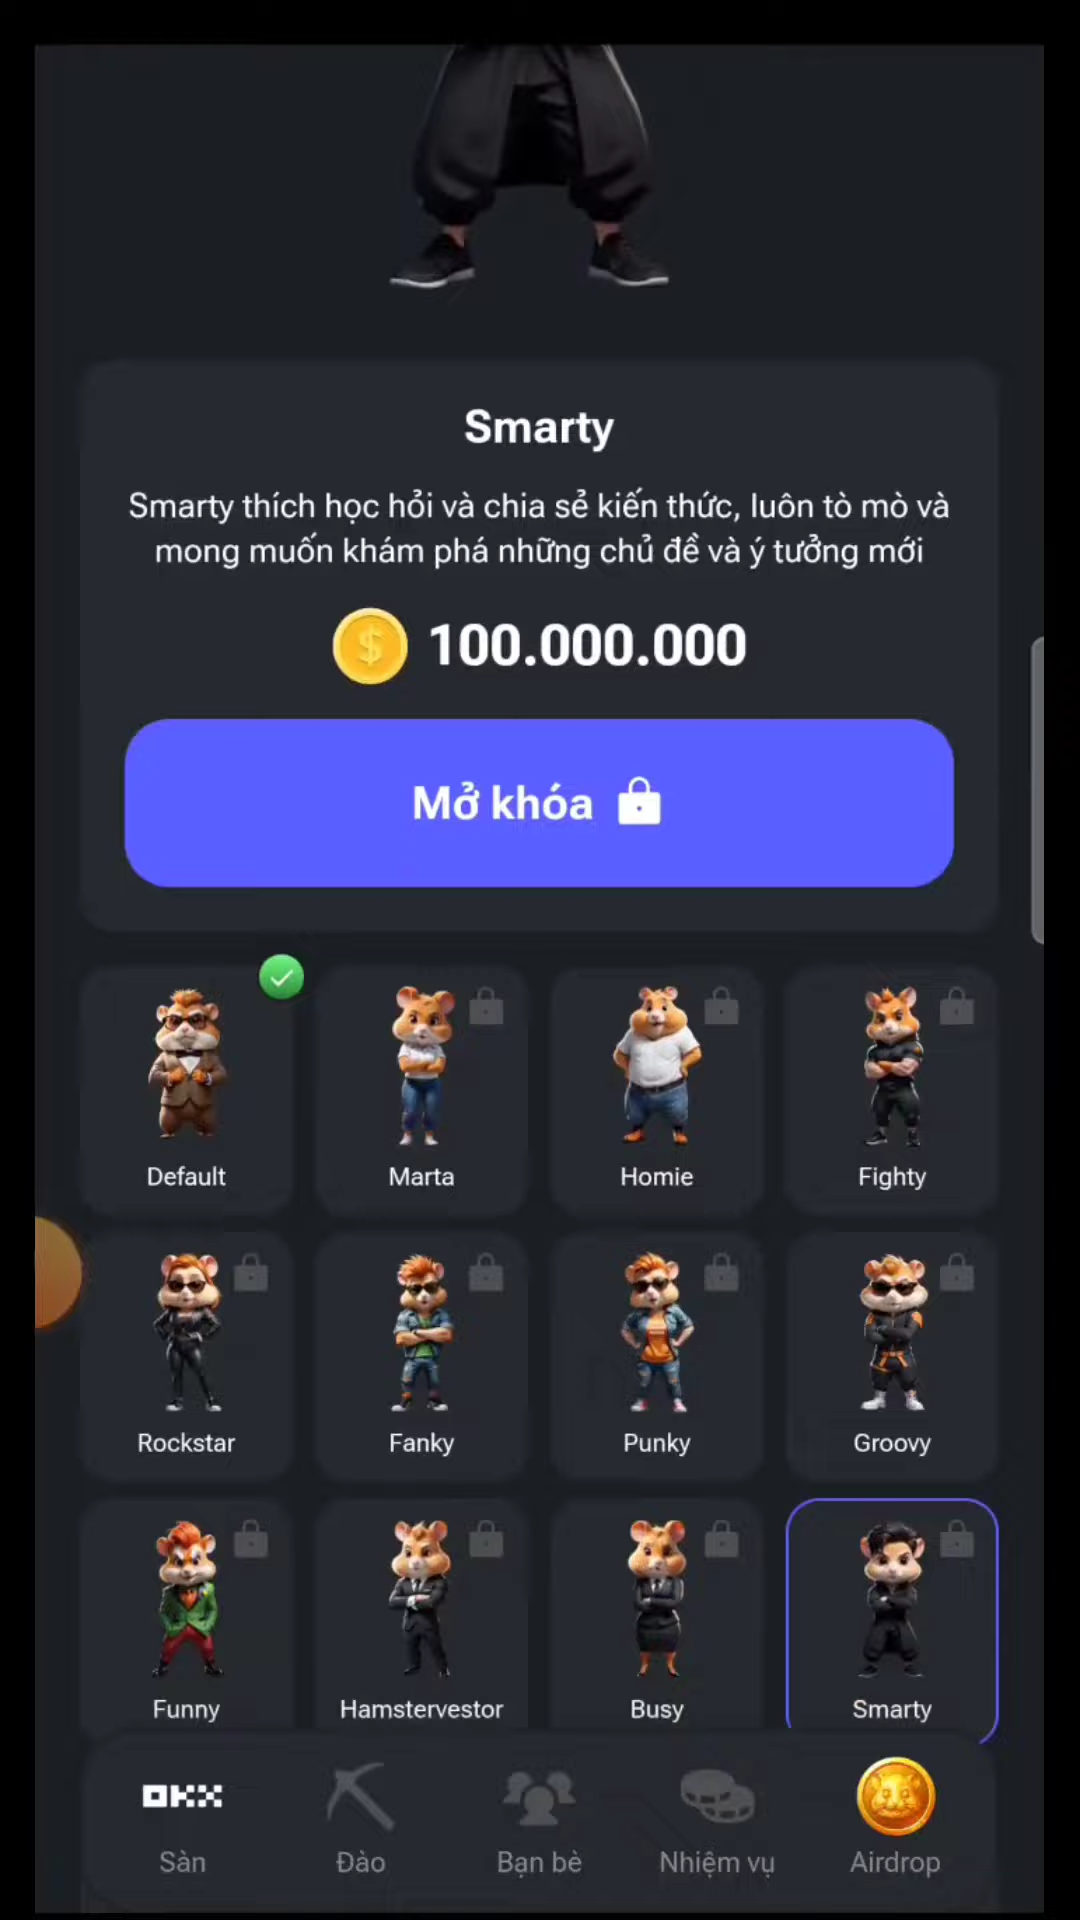 Smarty
Smarty thích học hỏi và chia sẻ kiến thức, luôn tò mò và
mong muốn khám phá những chủ đề và ý tưởng mới
$ 100.000.000
Mở khóa
Default Marta Homie Fighty
Rockstar Fanky Punky Groovy
Funny Hamstervestor Busy Smarty
OKX
Sàn Đào Bạn bè Nhiệm vụ Airdrop